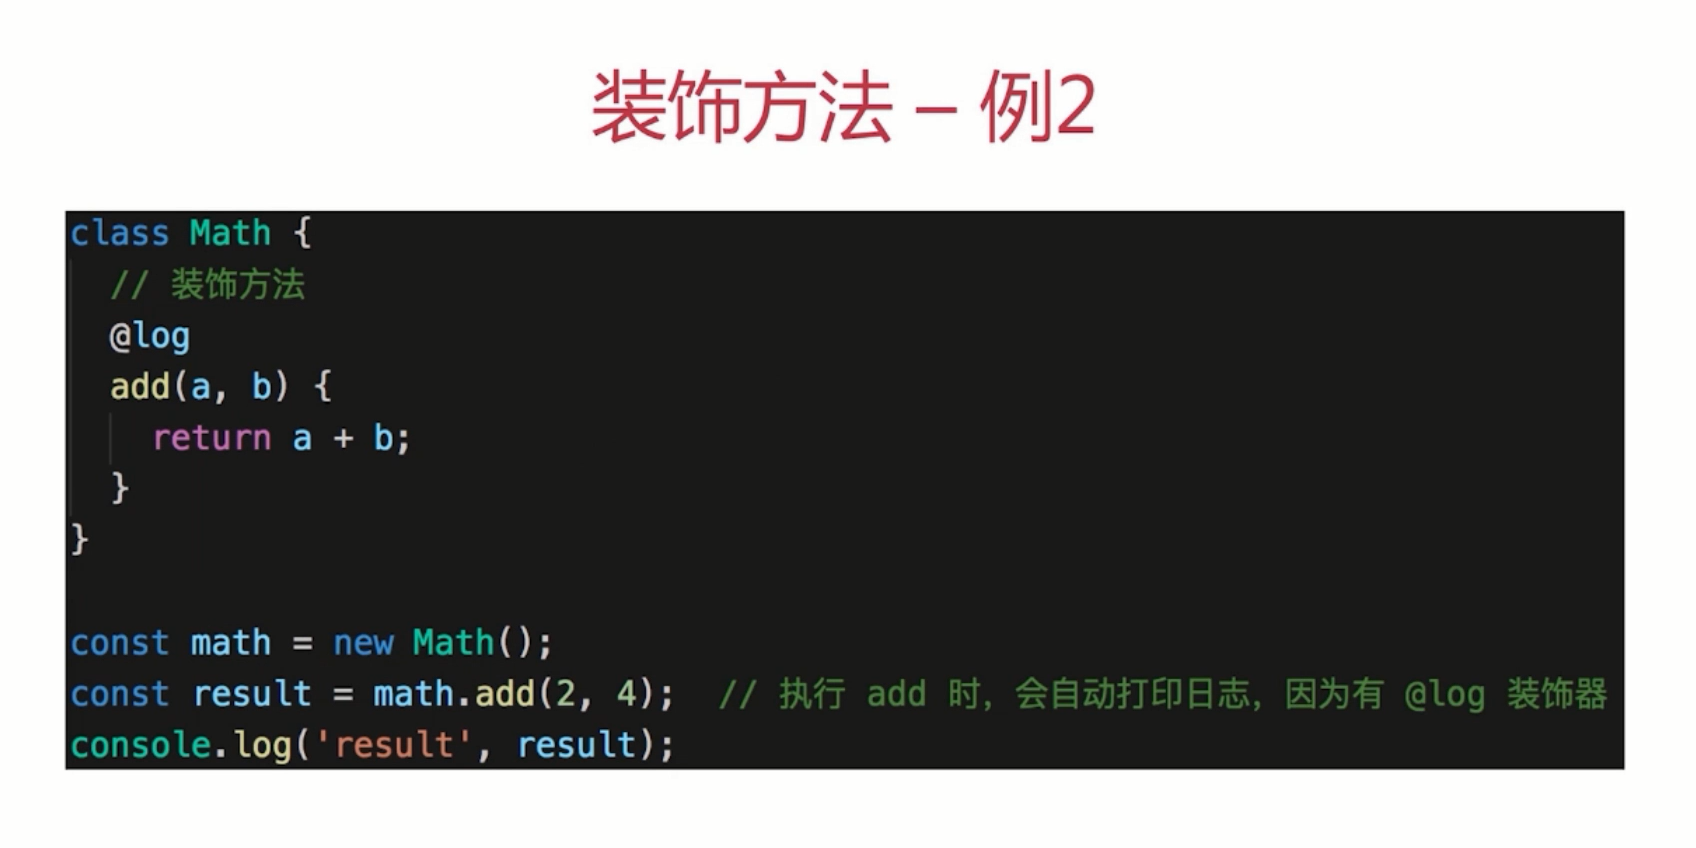 装饰方法 – 例2
class Math {
// 装饰方法
@log
add(a, b) {
return a + b;
}
}
const math = new Math();
const result = math.add(2, 4);  // 执行 add 时，会自动打印日志，因为有 @log 装饰器
console.log('result', result);